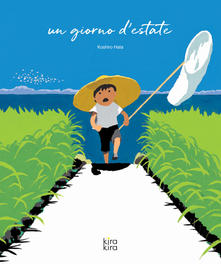 un giorno d'estate
Koshiro Hata
kira
kira